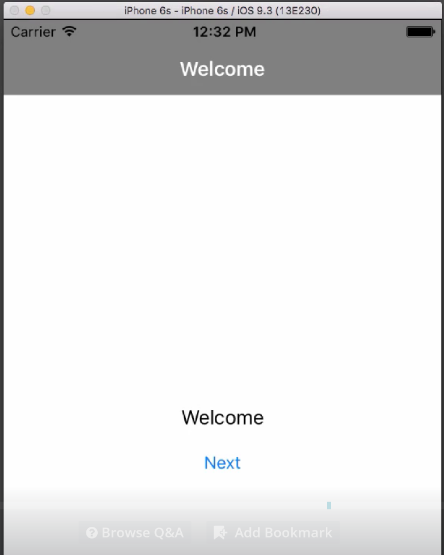 iPhone 6s - iPhone 6s / iOS 9.3 (13E230)
Carrier 12:32 PM
Welcome
Welcome
Next
Browse Q&A Add Bookmark